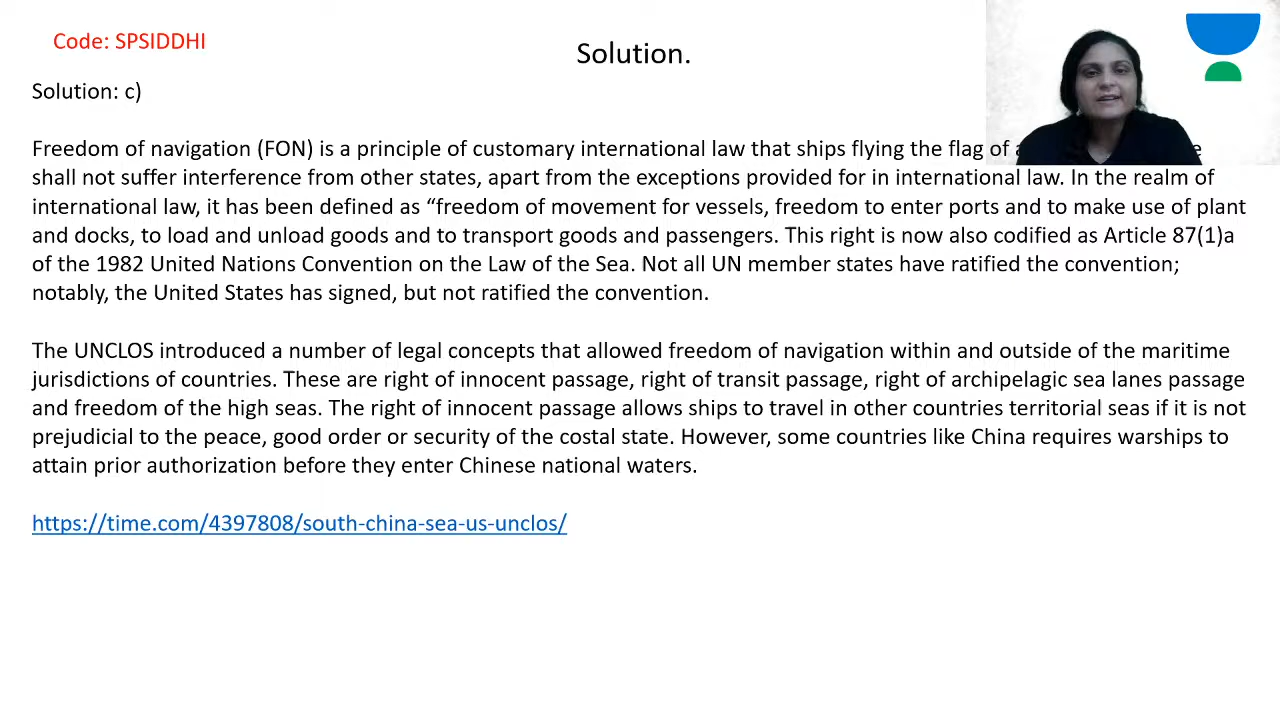 Code: SPSIDDHI
Solution.
Solution: c)
Freedom of navigation (FON) is a principle of customary international law that ships flying the flag of
shall not suffer interference from other states, apart from the exceptions provided for in international law. In the realm of
international law, it has been defined as “freedom of movement for vessels, freedom to enter ports and to make use of plant
and docks, to load and unload goods and to transport goods and passengers. This right is now also codified as Article 87(1)a
of the 1982 United Nations Convention on the Law of the Sea. Not all UN member states have ratified the convention;
notably, the United States has signed, but not ratified the convention.
The UNCLOS introduced a number of legal concepts that allowed freedom of navigation within and outside of the maritime
jurisdictions of countries. These are right of innocent passage, right of transit passage, right of archipelagic sea lanes passage
and freedom of the high seas. The right of innocent passage allows ships to travel in other countries territorial seas if it is not
prejudicial to the peace, good order or security of the costal state. However, some countries like China requires warships to
attain prior authorization before they enter Chinese national waters.
https://time.com/4397808/south-china-sea-us-unclos/